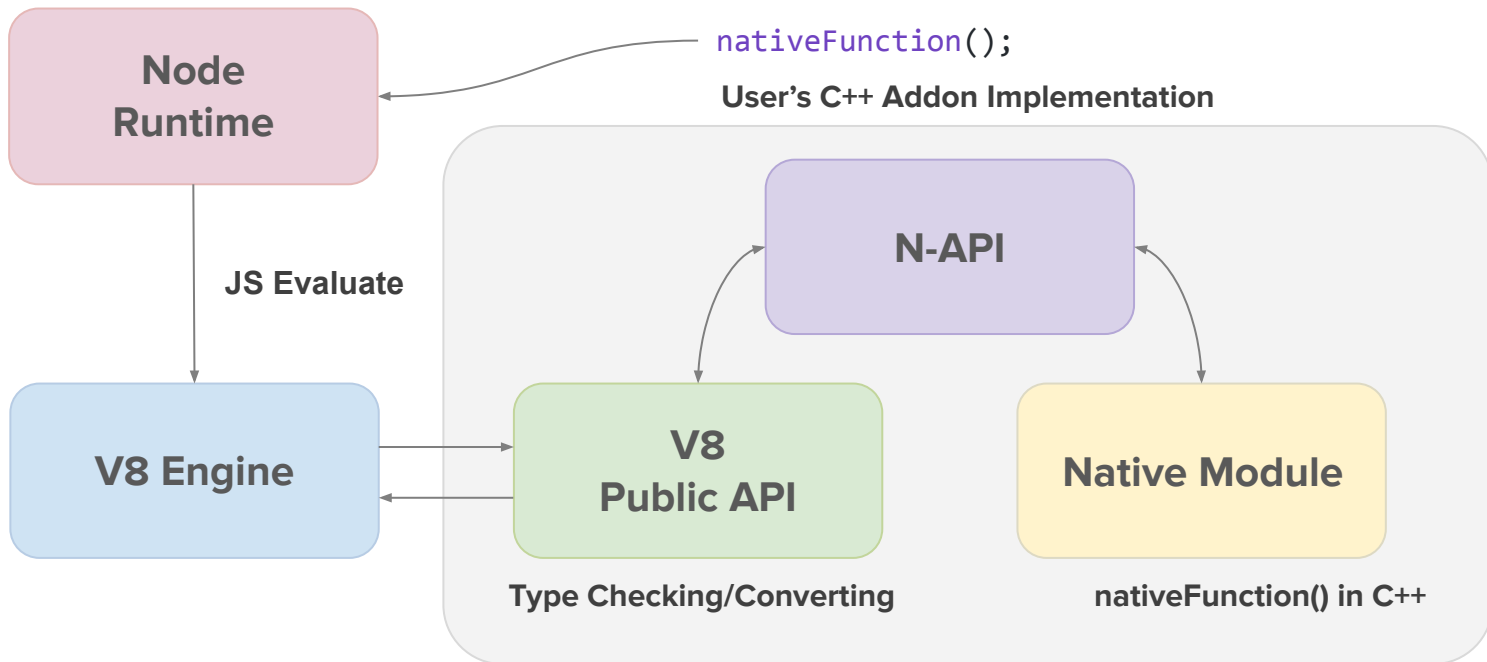 nativeFunction();
Node
Runtime
User’s C++ Addon Implementation
N-API
JS Evaluate
V8 Engine
V8
Public API
Native Module
Type Checking/Converting
nativeFunction() in C++